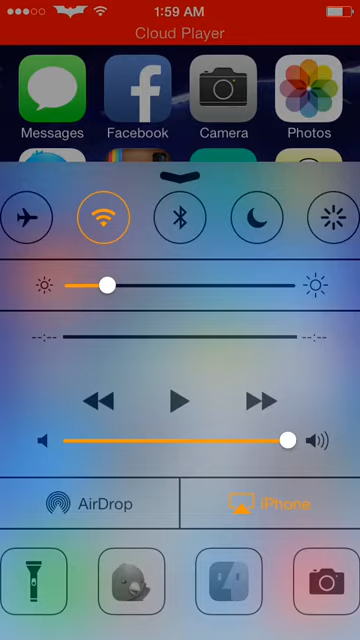 1:59 AM
Cloud Player
Messages Facebook Camera Photos
--:-- --:--
AirDrop iPhone